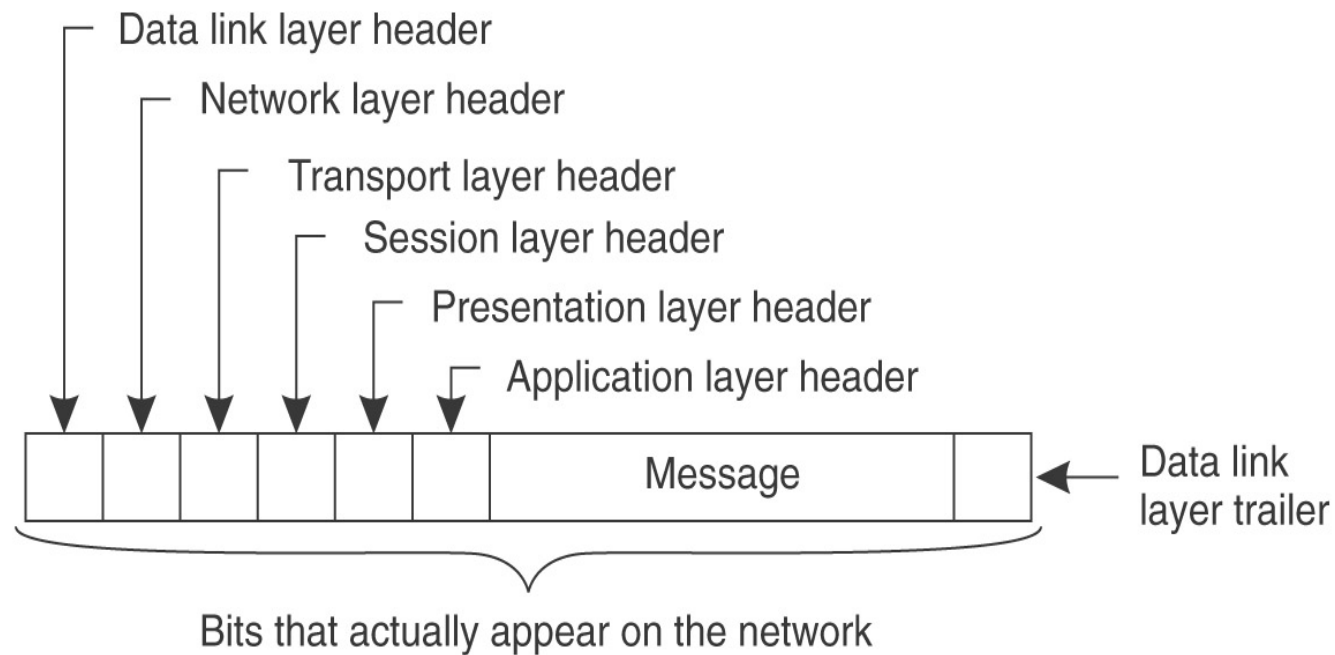 Data link layer header
Network layer header
Transport layer header
Session layer header
Presentation layer header
Application layer header
Message
Data link
layer trailer
Bits that actually appear on the network